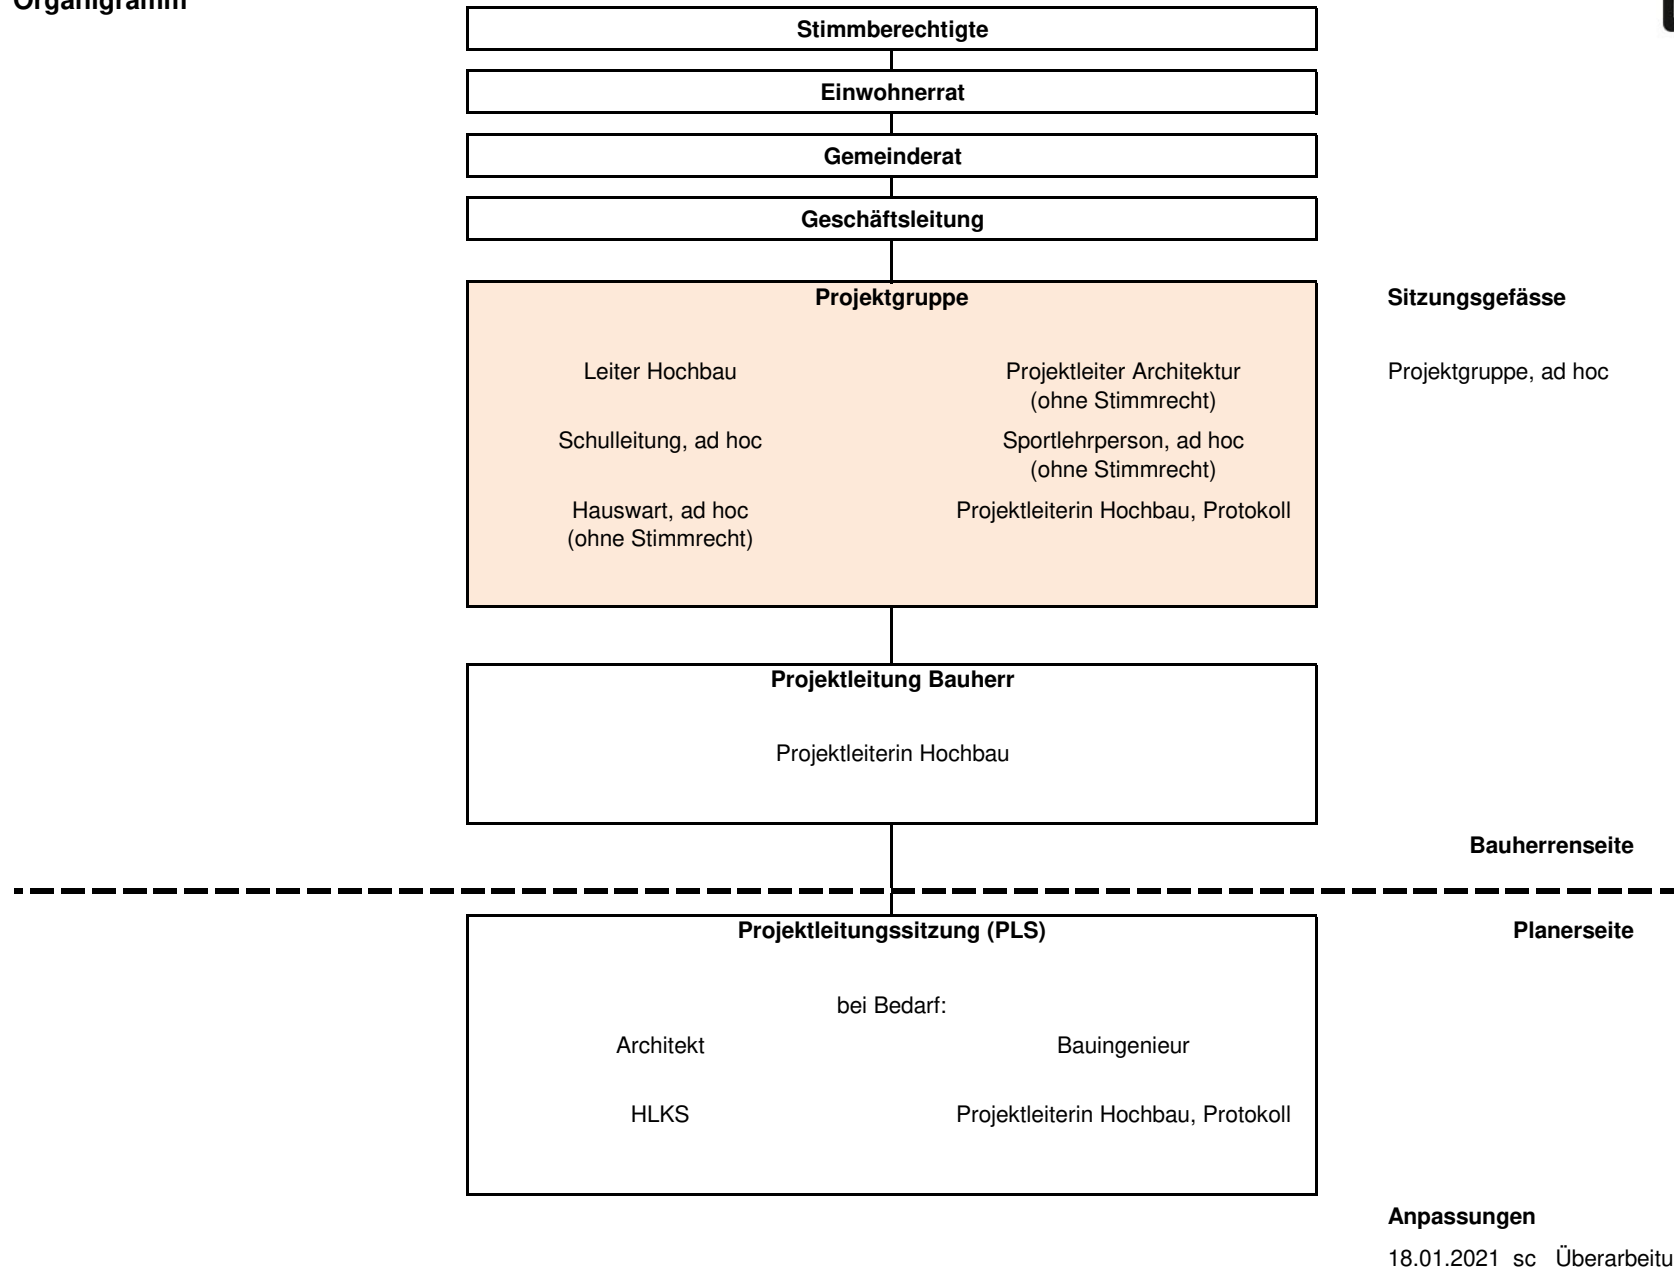 Organigramm
Stimmberechtigte
Einwohnerrat
Gemeinderat
Geschäftsleitung
Projektgruppe
Sitzungsgefässe
Leiter Hochbau
Projektleiter Architektur
(ohne Stimmrecht)
Projektgruppe, ad hoc
Schulleitung, ad hoc
Sportlehrperson, ad hoc
(ohne Stimmrecht)
Hauswart, ad hoc
(ohne Stimmrecht)
Projektleiterin Hochbau, Protokoll
Projektleitung Bauherr
Projektleiterin Hochbau
Bauherrenseite
Projektleitungssitzung (PLS)
Planerseite
bei Bedarf:
Architekt
Bauingenieur
HLKS
Projektleiterin Hochbau, Protokoll
Anpassungen
18.01.2021 sc Überarbeitu